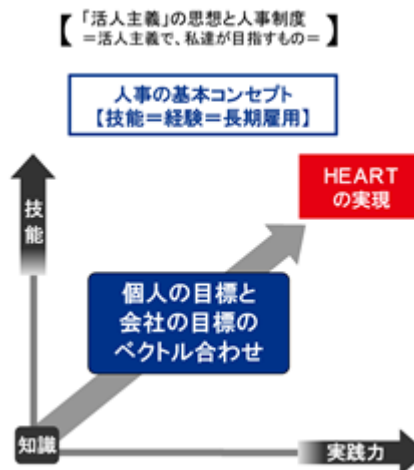 【「活人主義」の思想と人事制度
=活人主義で、私達が目指すもの=】
人事の基本コンセプト
【技能=経験=長期雇用】
HEART
の実現
技能
個人の目標と
会社の目標の
ベクトル合わせ
知識
実践力